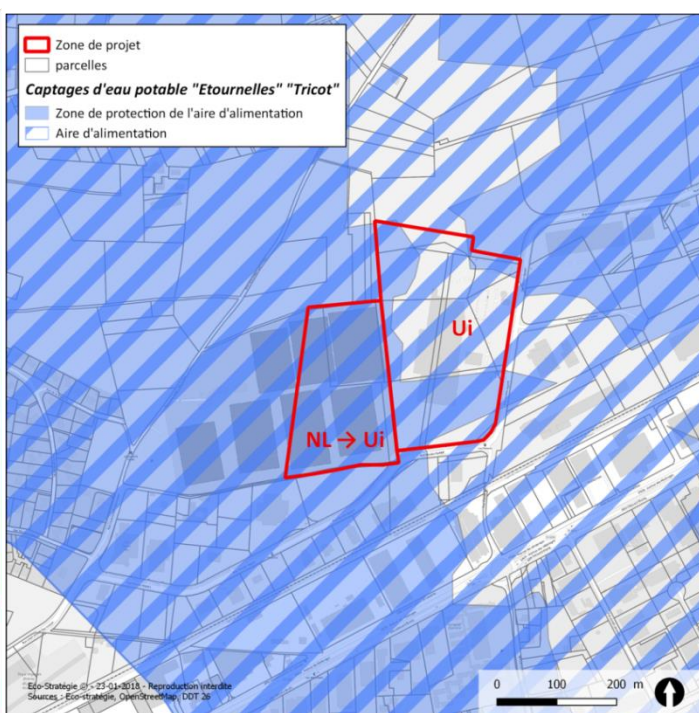 Zone de projet
parcelles
Captages d'eau potable "Etournelles" "Tricot"
Zone de protection de l'aire d'alimentation
Aire d'alimentation
Ui
NL → Ui
Eco-Stratégie © - 23-01-2018 - Reproduction interdite
Sources : Eco-stratégie, OpenStreetMap, DDT 26
0 100 200 m